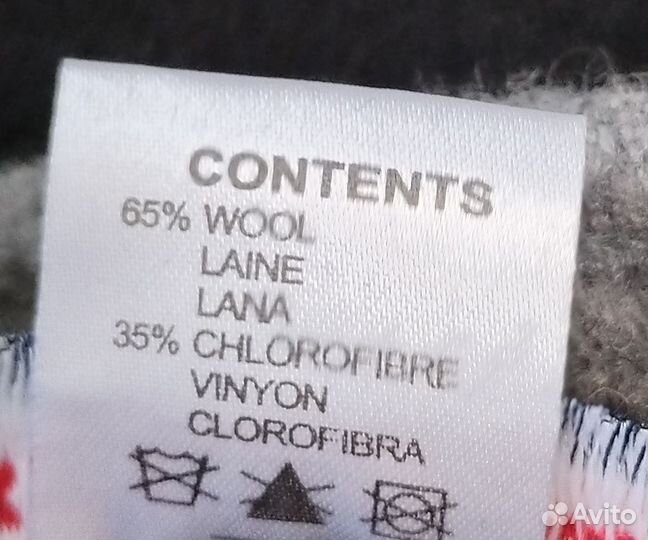 CONTENTS
65% WOOL
LAINE
LANA
35% CHLOROFIBRE
VINYON
CLOROFIBRA
Avito